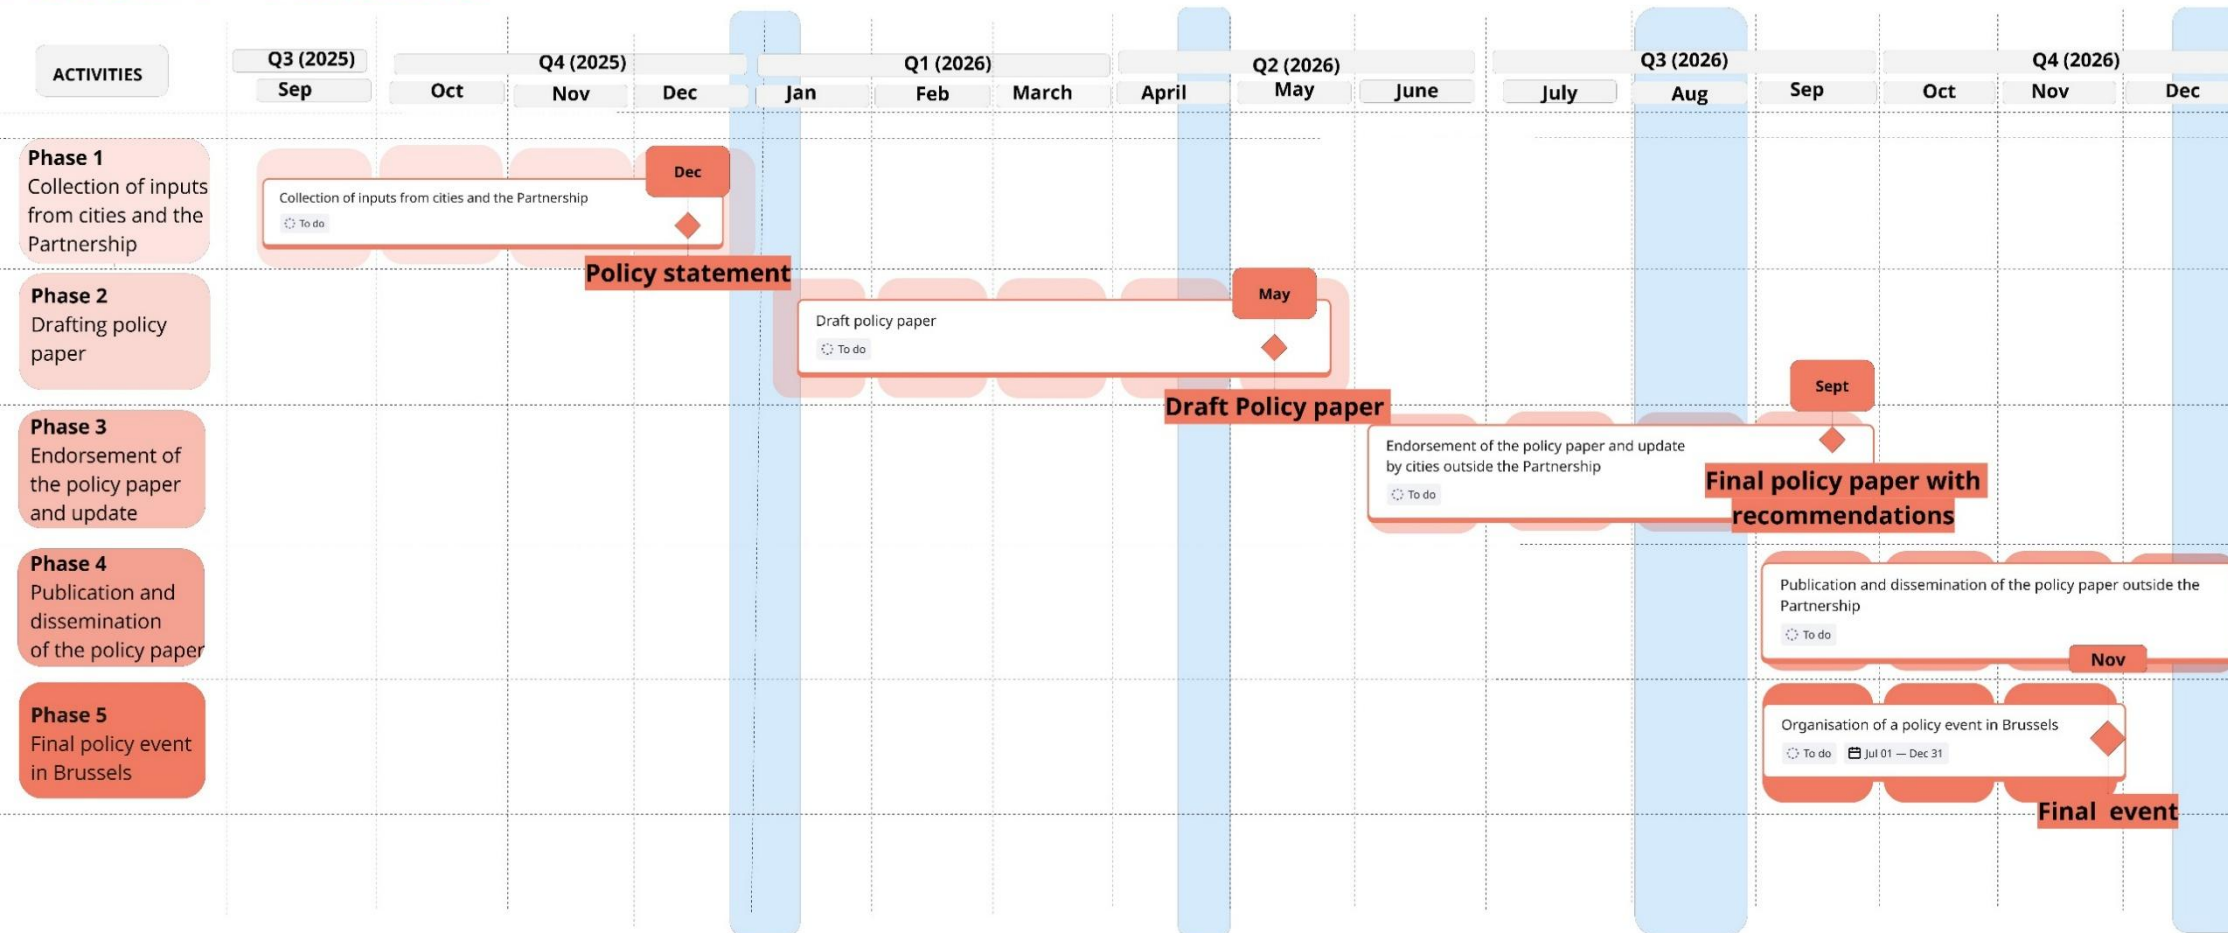 ACTIVITIES
Q3 (2025)
Q4 (2025)
Q1 (2026)
Q2 (2026)
Q3 (2026)
Q4 (2026)
Sep
Oct
Nov
Dec
Jan
Feb
March
April
May
June
July
Aug
Sep
Oct
Nov
Dec
Phase 1
Collection of inputs
from cities and the
Partnership
Collection of inputs from cities and the Partnership
To do
Dec
Policy statement
Phase 2
Drafting policy
paper
Draft policy paper
To do
May
Draft Policy paper
Phase 3
Endorsement of
the policy paper
and update
Endorsement of the policy paper and update
by cities outside the Partnership
To do
Sept
Final policy paper with
recommendations
Phase 4
Publication and
dissemination
of the policy paper
Publication and dissemination of the policy paper outside the
Partnership
To do
Nov
Phase 5
Final policy event
in Brussels
Organisation of a policy event in Brussels
To do
Jul 01 — Dec 31
Final event